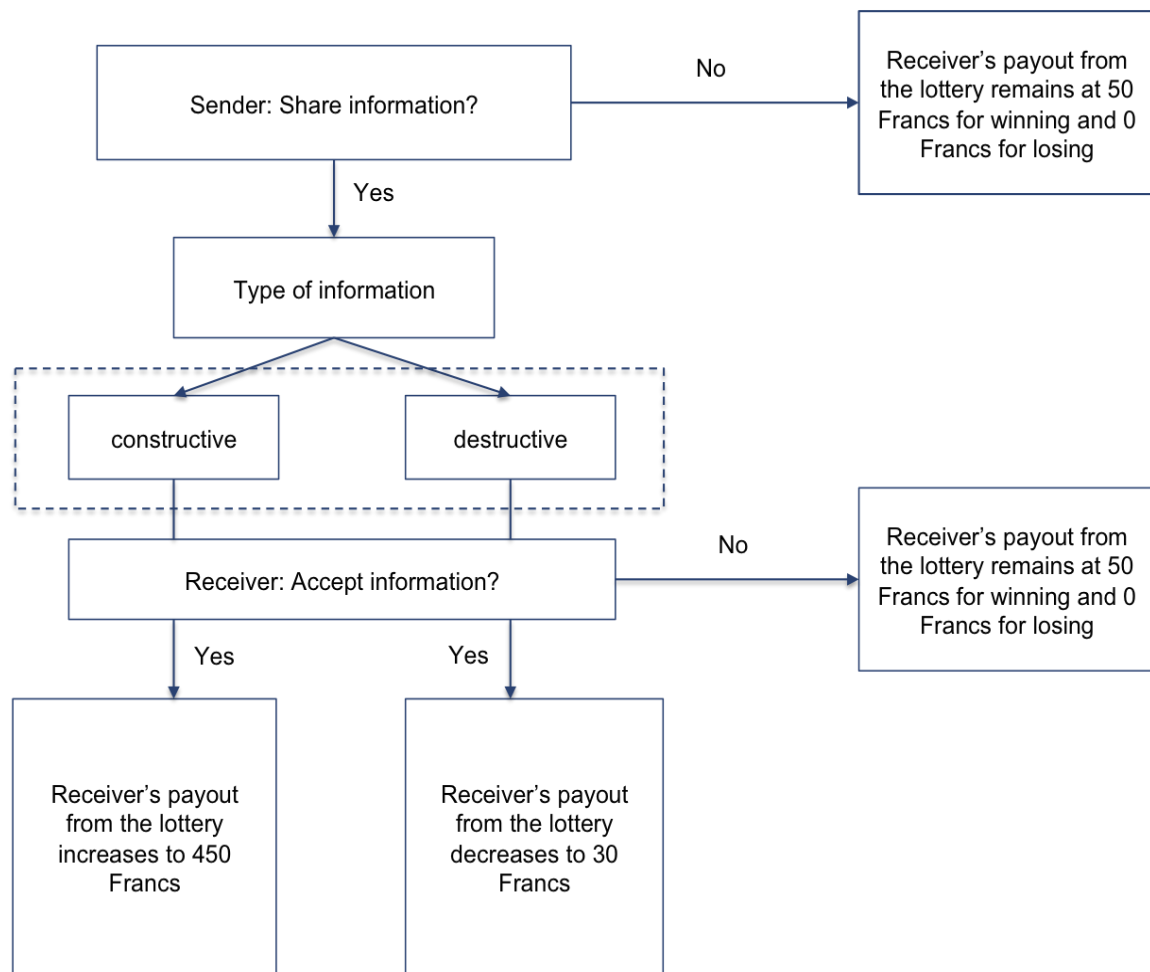 Sender: Share information?
No
Receiver's payout from
the lottery remains at 50
Francs for winning and 0
Francs for losing
Yes
Type of information
constructive
destructive
Receiver: Accept information?
No
Receiver's payout from
the lottery remains at 50
Francs for winning and 0
Francs for losing
Yes
Yes
Receiver's payout
from the lottery
increases to 450
Francs
Receiver's payout
from the lottery
decreases to 30
Francs